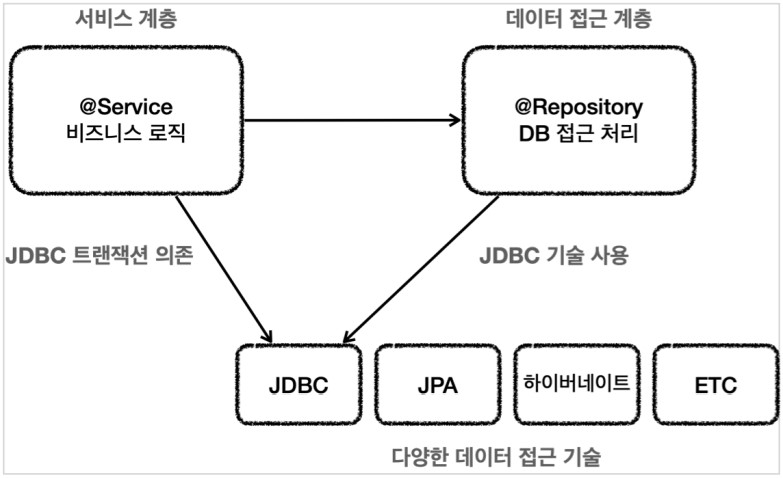 서비스 계층
데이터 접근 계층
@Service
비즈니스 로직
@Repository
DB 접근 처리
JDBC 트랜잭션 의존
JDBC 기술 사용
JDBC
JPA
하이버네이트
ETC
다양한 데이터 접근 기술